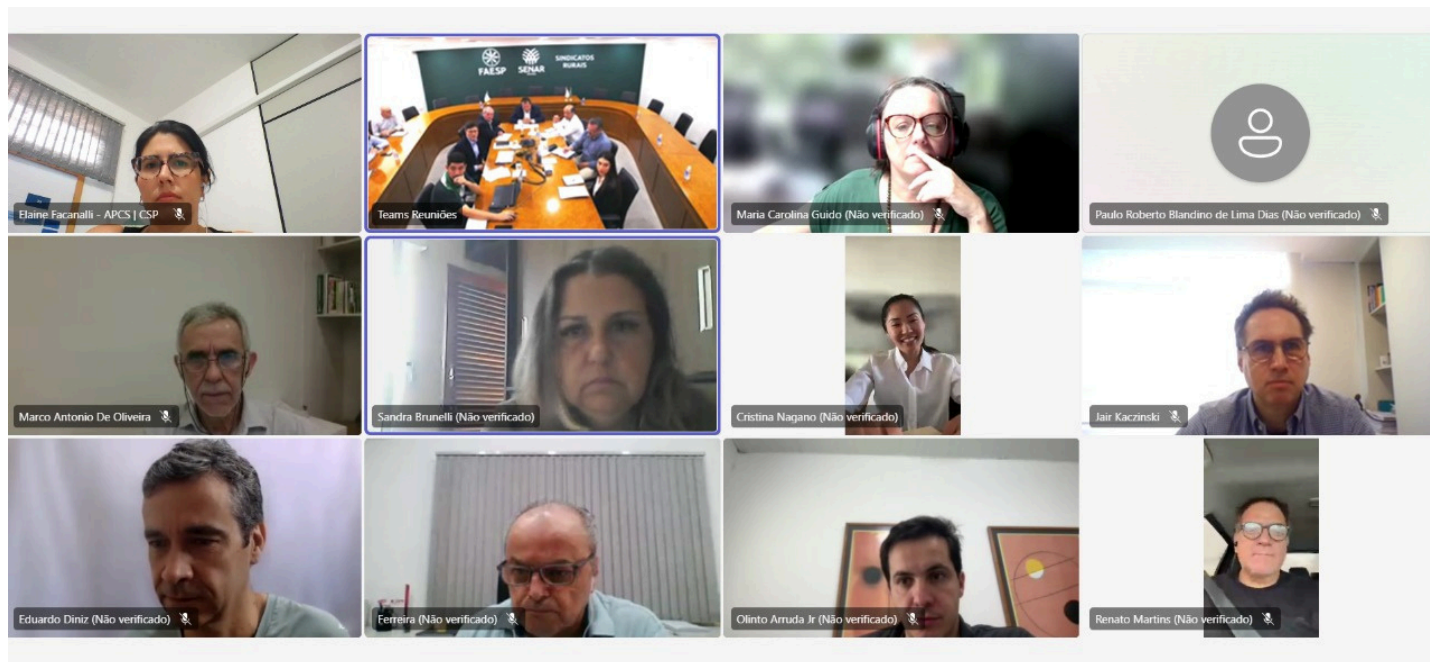 FAESP
SENAR
SINDICATOS
RURAIS
Elaine Facanalli - APCS | CSP
Teams Reuniões
Maria Carolina Guido (Não verificado)
Paulo Roberto Blandino de Lima Dias (Não verificado)
Marco Antonio De Oliveira
Sandra Brunelli (Não verificado)
Cristina Nagano (Não verificado)
Jair Kaczinski
Eduardo Diniz (Não verificado)
Ferreira (Não verificado)
Olinto Arruda Jr (Não verificado)
Renato Martins (Não verificado)